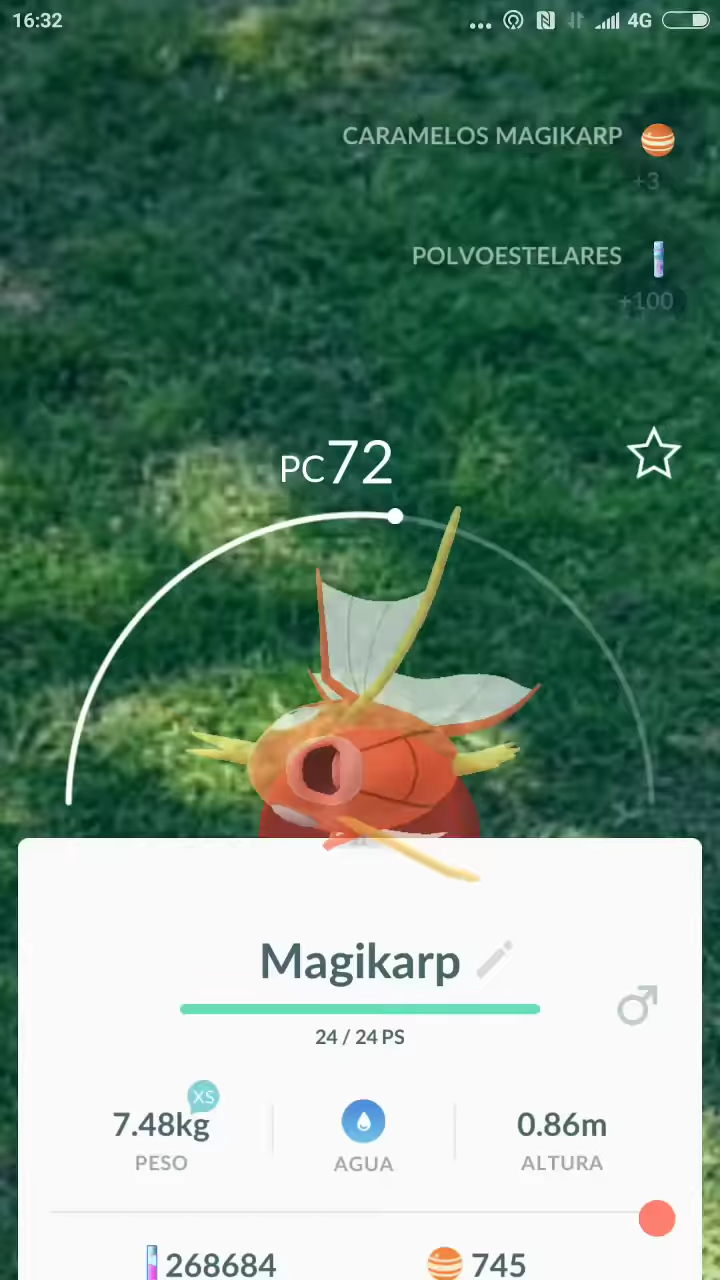 16:32 4G
CARAMELOS MAGIKARP
+3
POLVOESTELARES
+100
PC72
Magikarp
24 / 24 PS
XS
7.48kg 0.86m
PESO AGUA ALTURA
268684 745